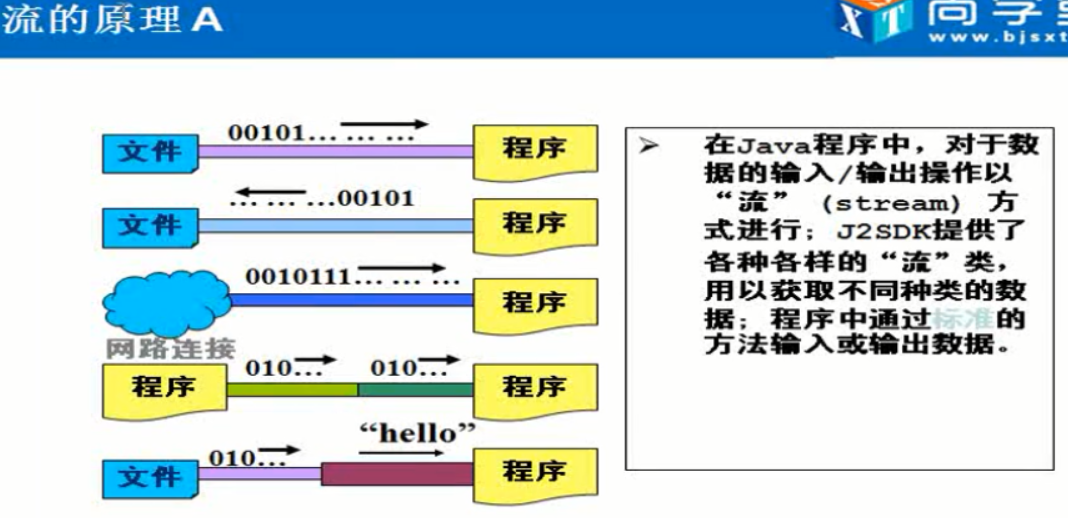 流的原理 A
尚学堂
www.bjsxt
文件
00101... ... ...
程序
文件
... ... ...00101
程序
0010111... ... ...
程序
网路连接
程序
010...
010...
程序
文件
010...
“hello”
程序
➢ 在Java程序中，对于数
据的输入/输出操作以
“流” (stream) 方
式进行；J2SDK提供了
各种各样的“流”类，
用以获取不同种类的数
据；程序中通过标准的
方法输入或输出数据。